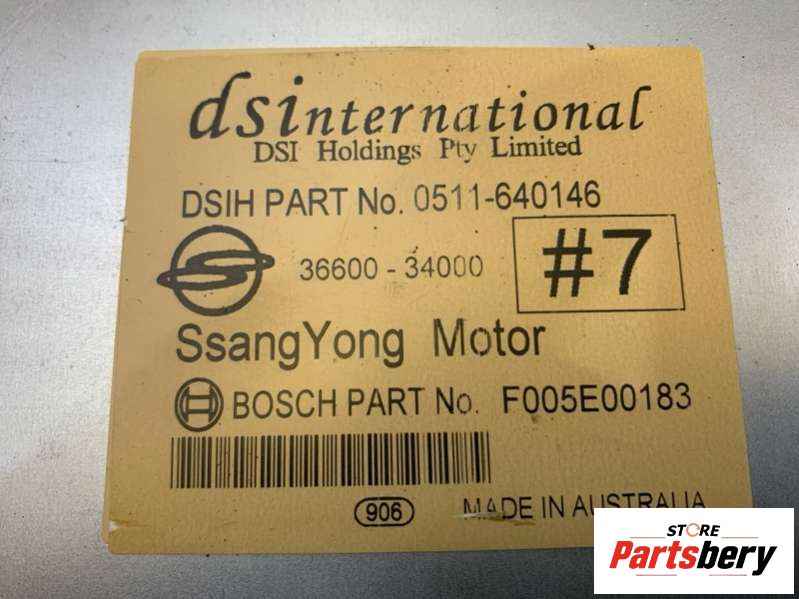 dsinternational
DSI Holdings Pty Limited
DSIH PART No. 0511-640146
36600 - 34000
#7
SsangYong Motor
BOSCH PART No. F005E00183
906
MADE IN AUSTRALIA
STORE
Partsbery